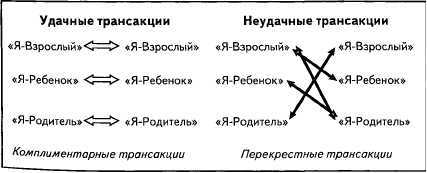 Удачные трансакции Неудачные трансакции
«Я-Взрослый» «Я-Взрослый» «Я-Взрослый» «Я-Взрослый»
«Я-Ребенок» «Я-Ребенок» «Я-Ребенок» «Я-Ребенок»
«Я-Родитель» «Я-Родитель» «Я-Родитель» «Я-Родитель»
Комплиментарные трансакции Перекрестные трансакции